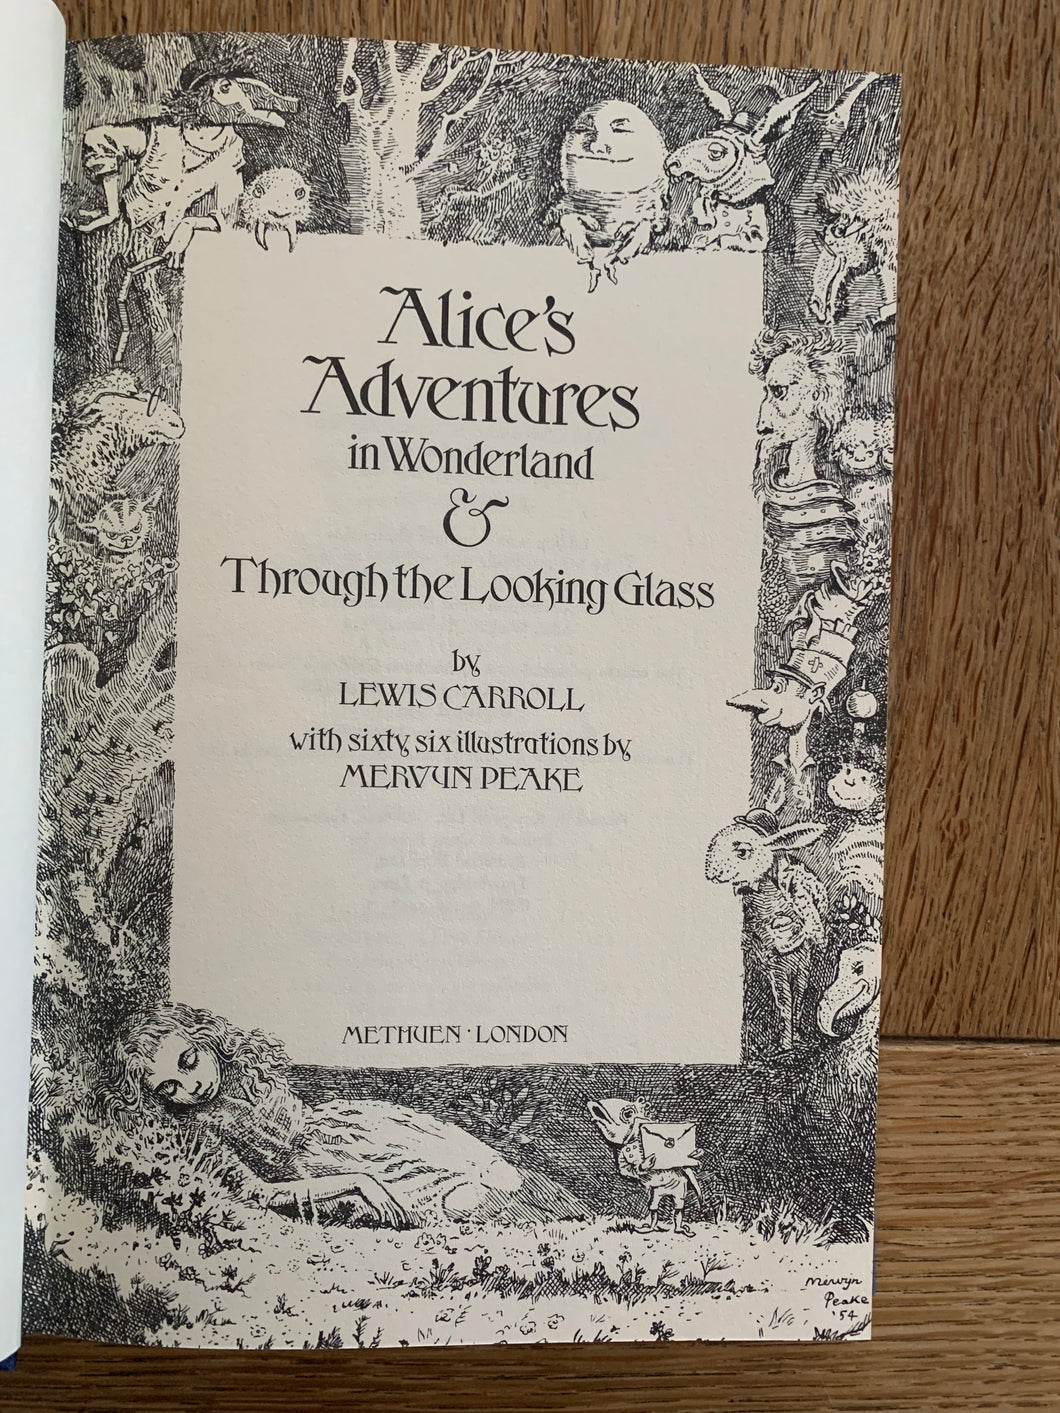 Alice's
Adventures
in Wonderland
&
Through the Looking Glass
by
LEWIS CARROLL
with sixty six illustrations by
MERVYN PEAKE
METHUEN · LONDON
Mervyn
Peake
'54